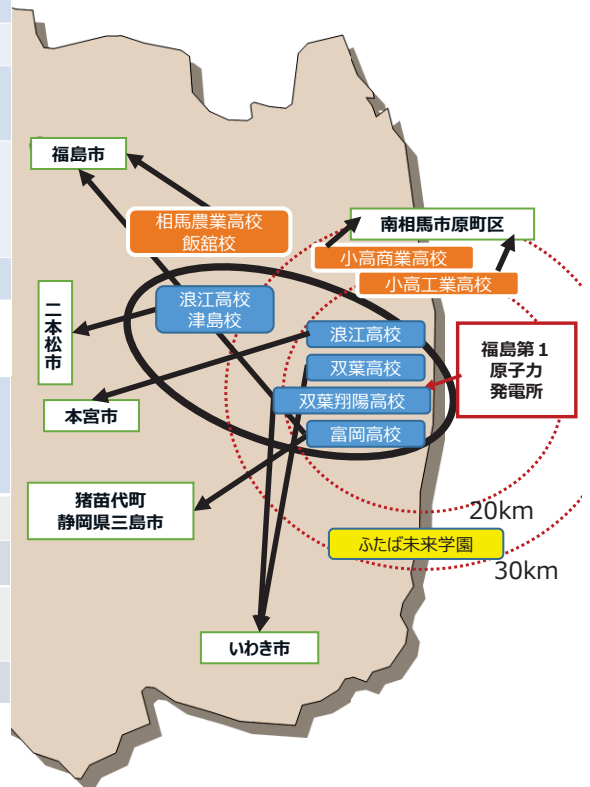 福島市
相馬農業高校
飯舘校
南相馬市原町区
小高商業高校
小高工業高校
二本松市
浪江高校
津島校
浪江高校
双葉高校
双葉翔陽高校
富岡高校
福島第1
原子力
発電所
本宮市
猪苗代町
静岡県三島市
20km
ふたば未来学園
30km
いわき市